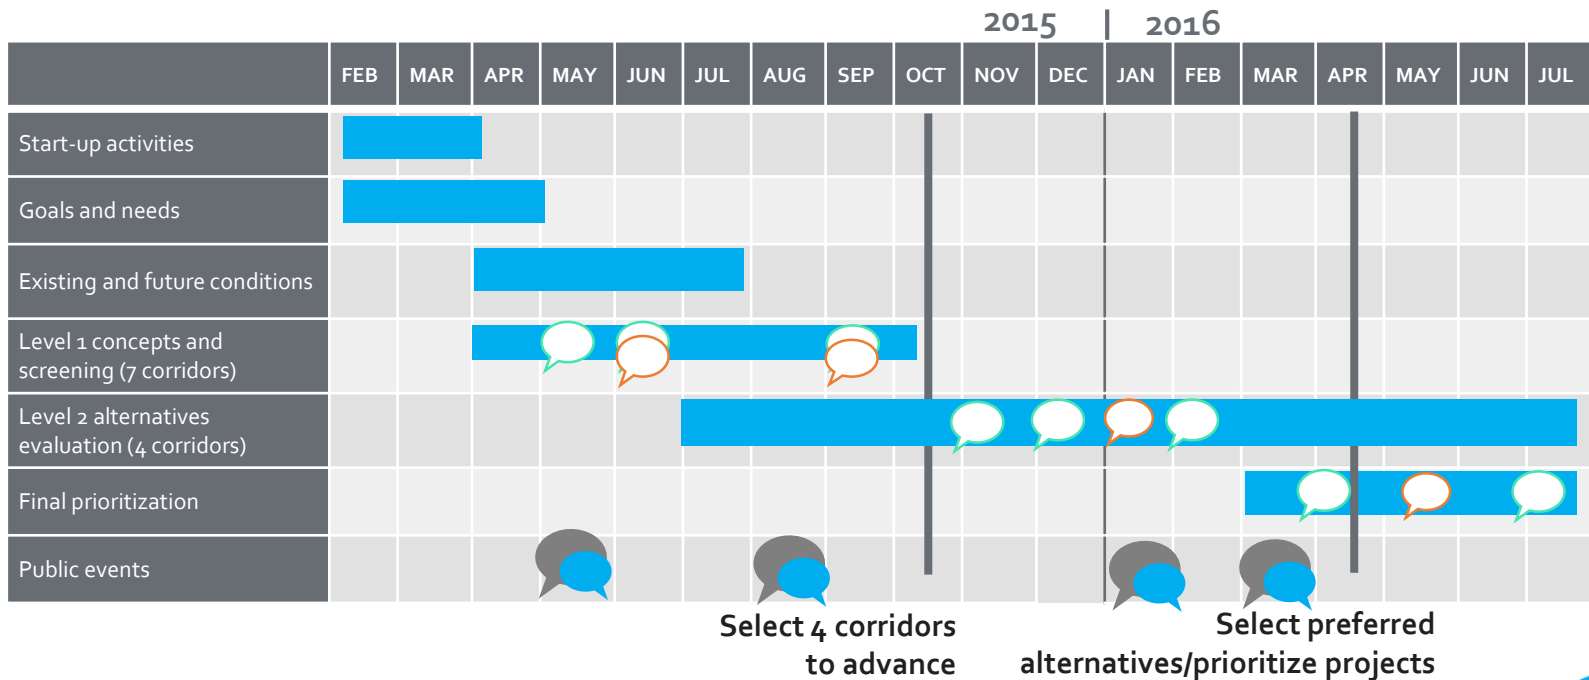 2015 | 2016
FEB MAR APR MAY JUN JUL AUG SEP OCT NOV DEC JAN FEB MAR APR MAY JUN JUL
Start-up activities
Goals and needs
Existing and future conditions
Level 1 concepts and
screening (7 corridors)
Level 2 alternatives
evaluation (4 corridors)
Final prioritization
Public events
Select 4 corridors
to advance
Select preferred
alternatives/prioritize projects